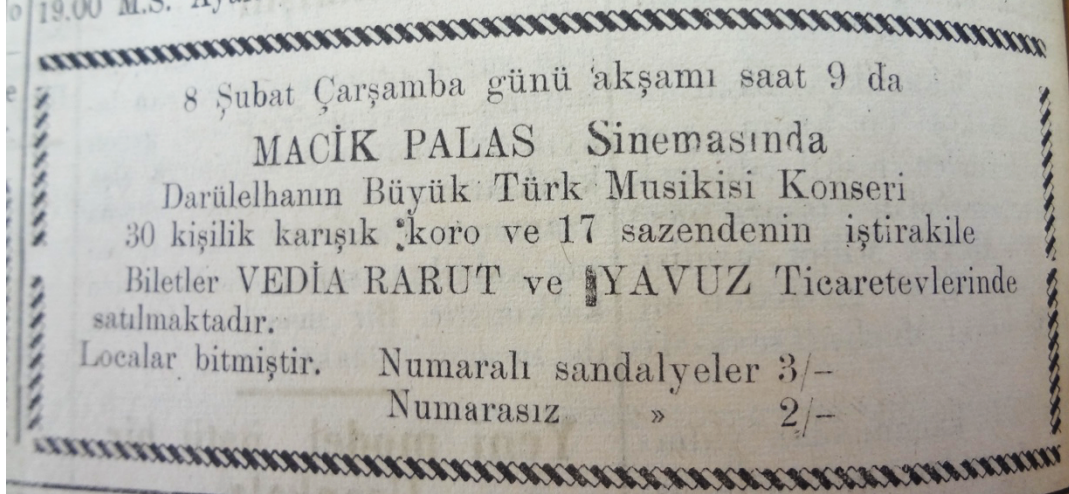 19.00 M.S.
8 Şubat Çarşamba günü akşamı saat 9 da
MACİK PALAS Sinemasında
Darülelhanın Büyük Türk Musikisi Konseri
30 kişilik karışık koro ve 17 sazendenin iştirakile
Biletler VEDİA RARUT ve YAVUZ Ticaretevlerinde
satılmaktadır.
Localar bitmiştir. Numaralı sandalyeler 3/-
Numarasız » 2/-